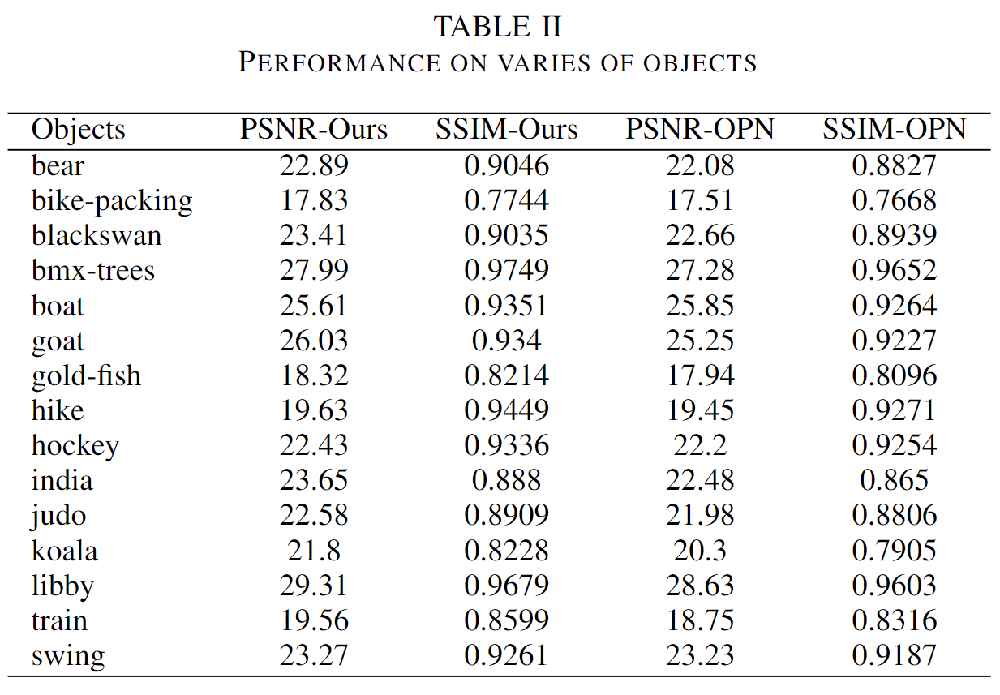 TABLE II
PERFORMANCE ON VARIES OF OBJECTS
Objects PSNR-Ours SSIM-Ours PSNR-OPN SSIM-OPN
bear 22.89 0.9046 22.08 0.8827
bike-packing 17.83 0.7744 17.51 0.7668
blackswan 23.41 0.9035 22.66 0.8939
bmx-trees 27.99 0.9749 27.28 0.9652
boat 25.61 0.9351 25.85 0.9264
goat 26.03 0.934 25.25 0.9227
gold-fish 18.32 0.8214 17.94 0.8096
hike 19.63 0.9449 19.45 0.9271
hockey 22.43 0.9336 22.2 0.9254
india 23.65 0.888 22.48 0.865
judo 22.58 0.8909 21.98 0.8806
koala 21.8 0.8228 20.3 0.7905
libby 29.31 0.9679 28.63 0.9603
train 19.56 0.8599 18.75 0.8316
swing 23.27 0.9261 23.23 0.9187